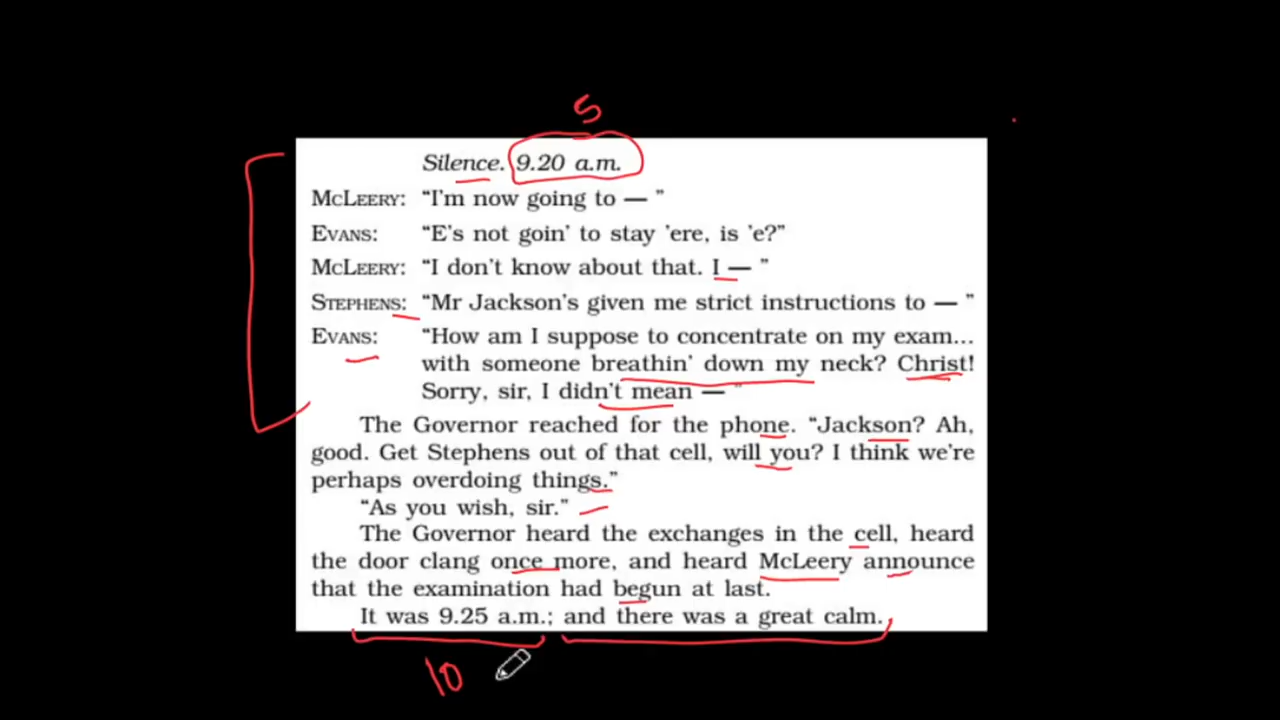 5
Silence. 9.20 a.m.
MCLEERY: “I'm now going to — ”
EVANS: “E's not goin' to stay 'ere, is 'e?”
MCLEERY: “I don't know about that. I — ”
STEPHENS: “Mr Jackson's given me strict instructions to — ”
EVANS: “How am I suppose to concentrate on my exam...
with someone breathin' down my neck? Christ!
Sorry, sir, I didn't mean — ”
The Governor reached for the phone. “Jackson? Ah,
good. Get Stephens out of that cell, will you? I think we're
perhaps overdoing things.”
“As you wish, sir.”
The Governor heard the exchanges in the cell, heard
the door clang once more, and heard McLeery announce
that the examination had begun at last.
It was 9.25 a.m.; and there was a great calm.
10